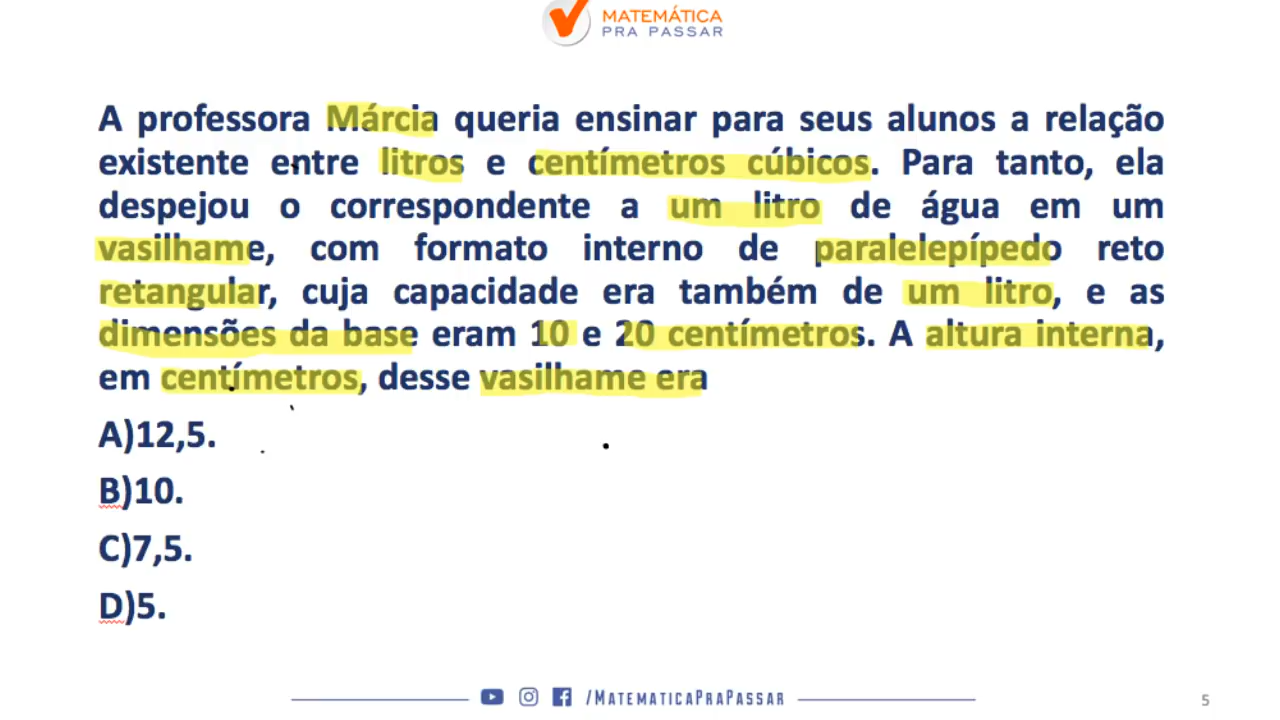 MATEMÁTICA
PRA PASSAR
A professora Márcia queria ensinar para seus alunos a relação
existente entre litros e centímetros cúbicos. Para tanto, ela
despejou o correspondente a um litro de água em um
vasilhame, com formato interno de paralelepípedo reto
retangular, cuja capacidade era também de um litro, e as
dimensões da base eram 10 e 20 centímetros. A altura interna,
em centímetros, desse vasilhame era
A)12,5.
B)10.
C)7,5.
D)5.
/MATEMATICAPRAPASSAR
5